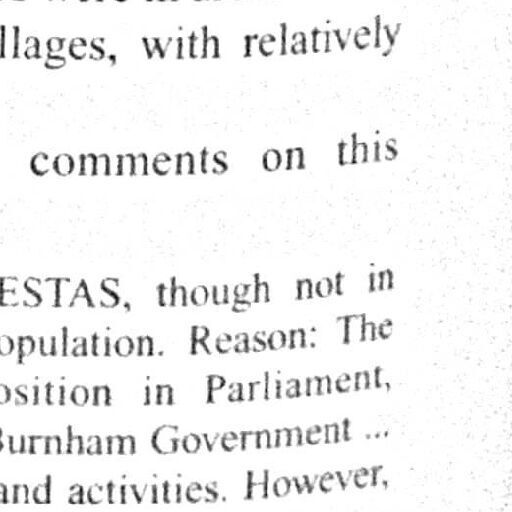 llages, with relatively
comments on this
ESTAS, though not in
opulation. Reason: The
osition in Parliament,
Burnham Government ...
and activities. However,